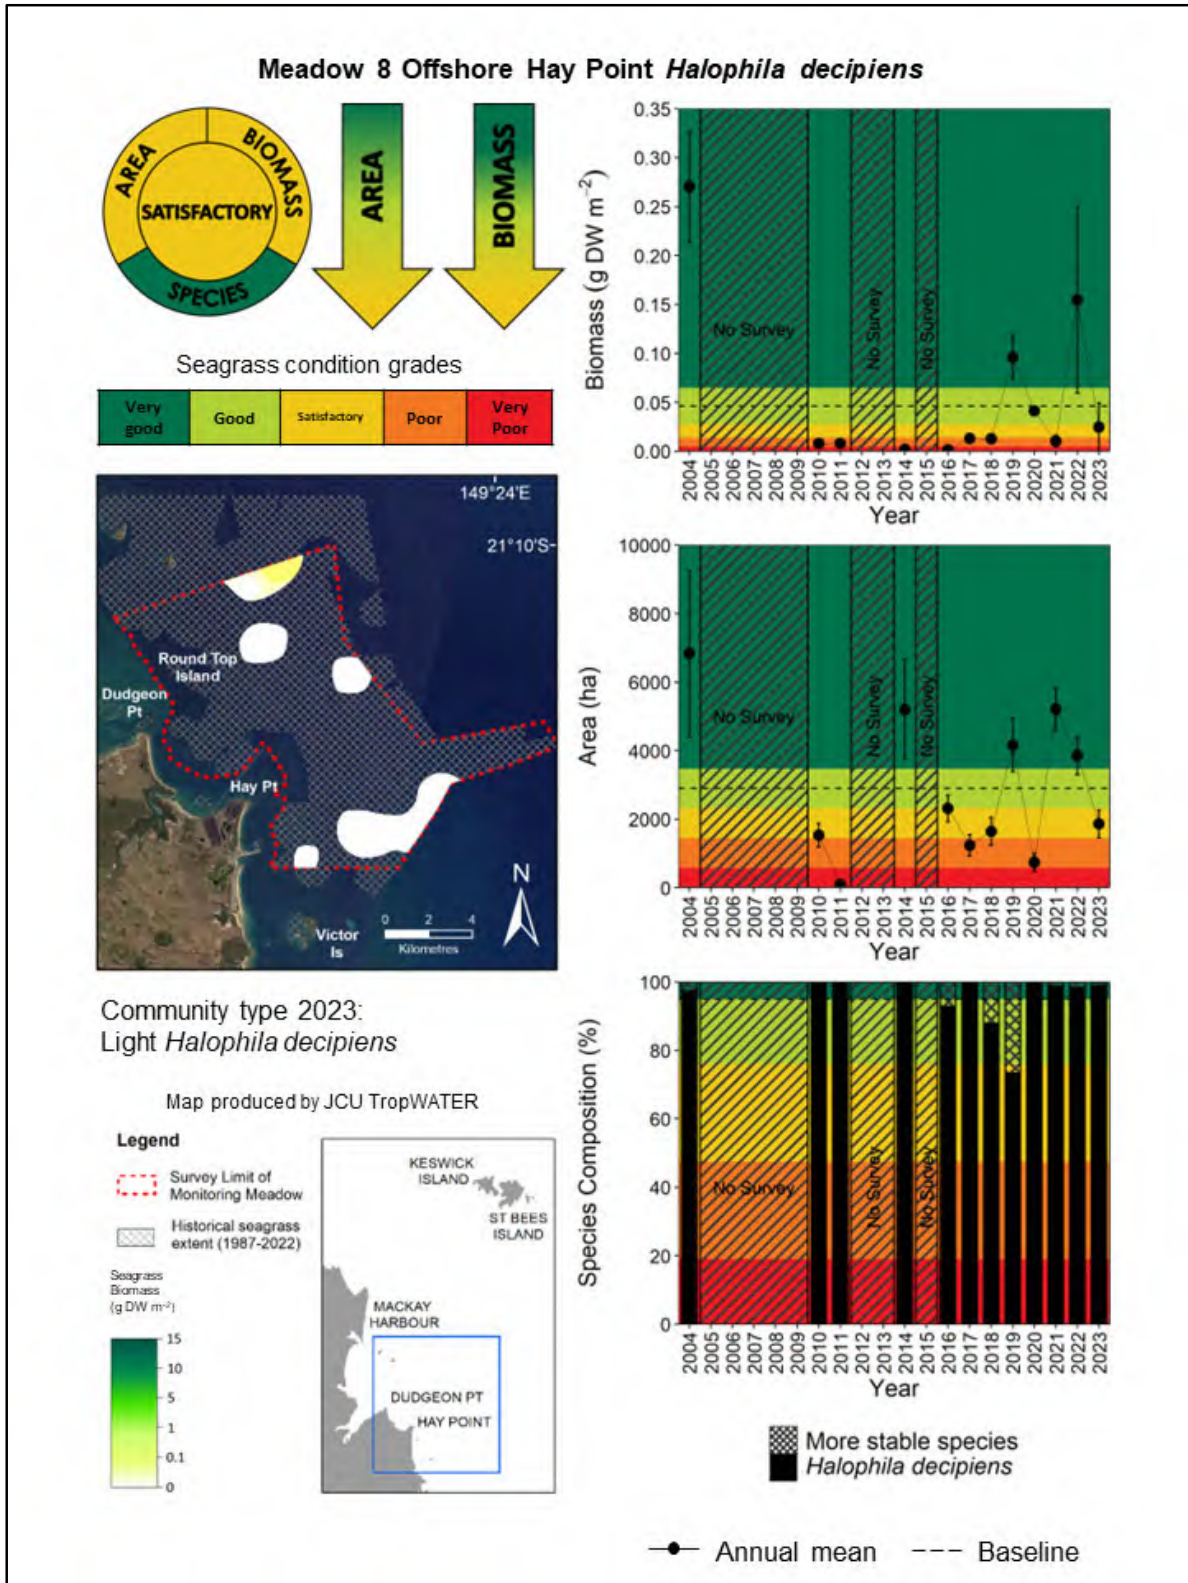 Meadow 8 Offshore Hay Point Halophila decipiens
AREA
BIOMASS
SATISFACTORY
SPECIES
AREA
BIOMASS
Seagrass condition grades
Very good
Good
Satisfactory
Poor
Very Poor
149°24'E
21°10'S
Round Top
Island
Dudgeon
Pt
Hay Pt
Victor
Is
N
0 2 4
Kilometres
Community type 2023:
Light Halophila decipiens
Map produced by JCU TropWATER
Legend
Survey Limit of
Monitoring Meadow
Historical seagrass
extent (1987-2022)
Seagrass
Biomass
(g DW m⁻²)
15
10
5
1
0.1
0
KESWICK
ISLAND
ST BEES
ISLAND
MACKAY
HARBOUR
DUDGEON PT
HAY POINT
Biomass (g DW m⁻²)
0.35
0.30
0.25
0.20
0.15
0.10
0.05
0.00
No Survey
No Survey
No Survey
2004 2005 2006 2007 2008 2009 2010 2011 2012 2013 2014 2015 2016 2017 2018 2019 2020 2021 2022 2023
Year
Area (ha)
10000
8000
6000
4000
2000
0
No Survey
No Survey
No Survey
2004 2005 2006 2007 2008 2009 2010 2011 2012 2013 2014 2015 2016 2017 2018 2019 2020 2021 2022 2023
Year
Species Composition (%)
100
80
60
40
20
0
No Survey
No Survey
No Survey
2004 2005 2006 2007 2008 2009 2010 2011 2012 2013 2014 2015 2016 2017 2018 2019 2020 2021 2022 2023
Year
More stable species
Halophila decipiens
Annual mean
Baseline